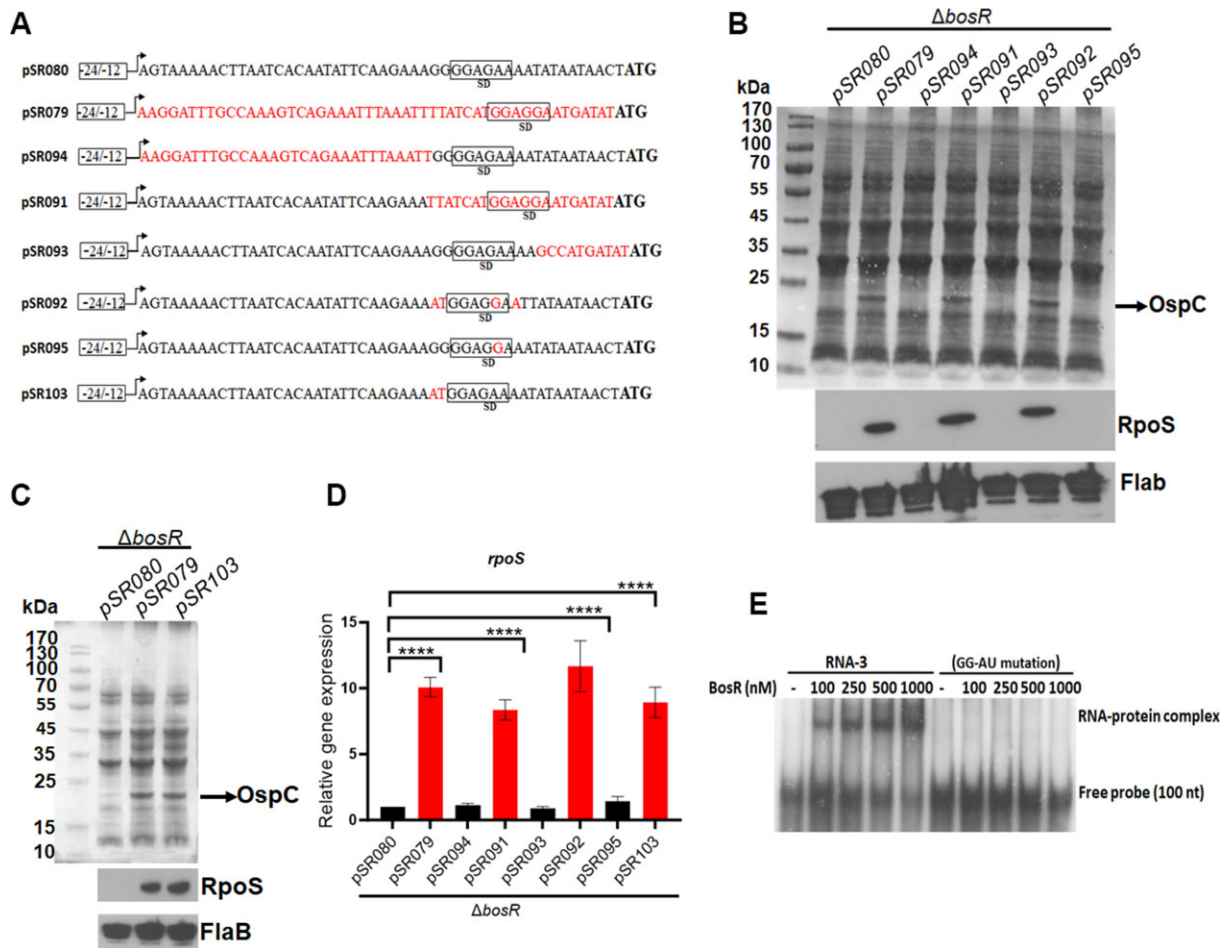 A
pSR080 -24/-12 AGTAAAAACTTAATCACAATATTCAAGAAAGGGGAGAAAATATAATAACTATG
SD
pSR079 -24/-12 AAGGATTTGCCAAAGTCAGAAATTTAAATTTTATCATGGAGGAATGATATATG
SD
pSR094 -24/-12 AAGGATTTGCCAAAGTCAGAAATTTAAATTGGGGAGAAAATATAATAACTATG
SD
pSR091 -24/-12 AGTAAAAACTTAATCACAATATTCAAGAAATTATCATGGAGGAATGATATATG
SD
pSR093 -24/-12 AGTAAAAACTTAATCACAATATTCAAGAAAGGGGAGAAAAGCCATGATATATG
SD
pSR092 -24/-12 AGTAAAAACTTAATCACAATATTCAAGAAAATGGAGGAATTATAATAACTATG
SD
pSR095 -24/-12 AGTAAAAACTTAATCACAATATTCAAGAAAGGGGAGGAAATATAATAACTATG
SD
pSR103 -24/-12 AGTAAAAACTTAATCACAATATTCAAGAAAATGGAGAAAATATAATAACTATG
SD
B
ΔbosR
pSR080 pSR079 pSR094 pSR091 pSR093 pSR092 pSR095
kDa
170
130
100
70
55
45
35
25
15
10
OspC
RpoS
Flab
C
ΔbosR
pSR080 pSR079 pSR103
kDa
170
130
100
70
55
45
35
25
15
10
OspC
RpoS
FlaB
D
rpoS
****
****
****
****
Relative gene expression
15
10
5
0
pSR080 pSR079 pSR094 pSR091 pSR093 pSR092 pSR095 pSR103
ΔbosR
E
RNA-3 (GG-AU mutation)
BosR (nM) - 100 250 500 1000 - 100 250 500 1000
RNA-protein complex
Free probe (100 nt)